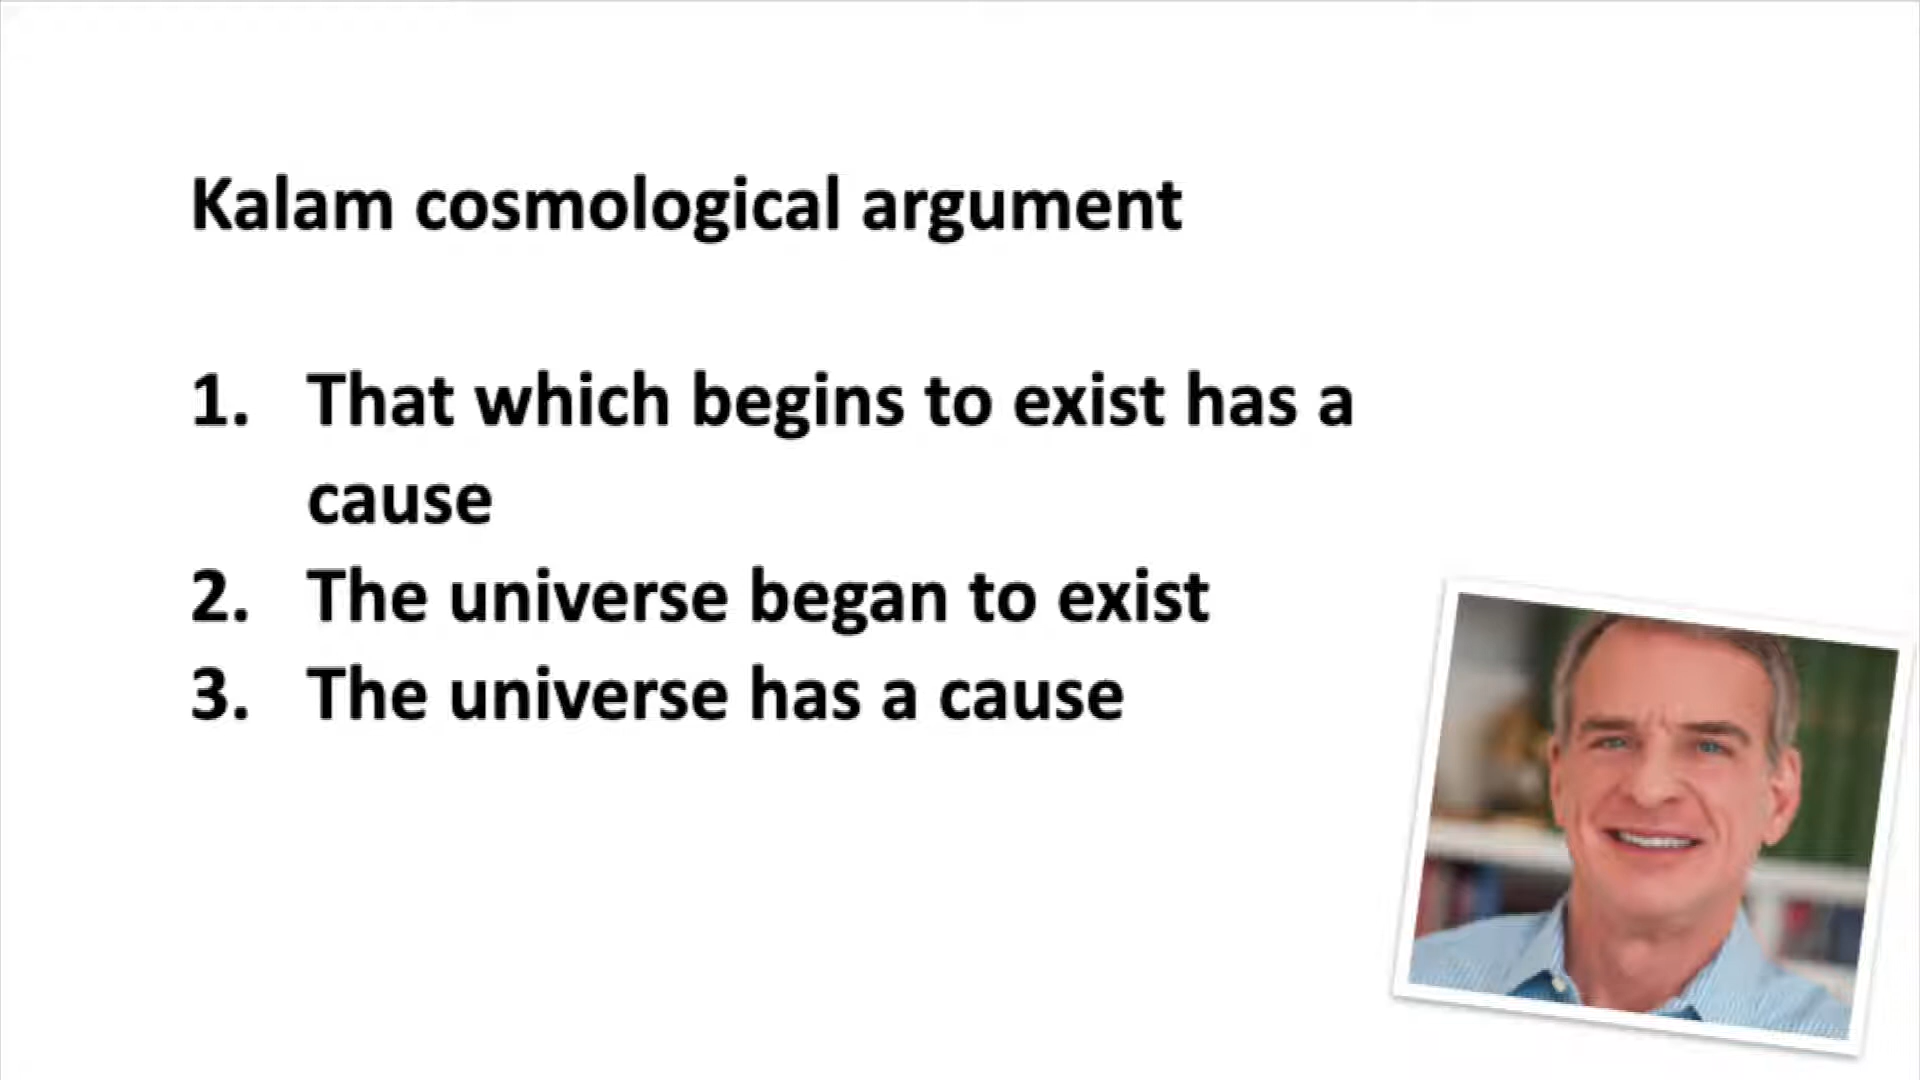 Kalam cosmological argument
1. That which begins to exist has a
cause
2. The universe began to exist
3. The universe has a cause